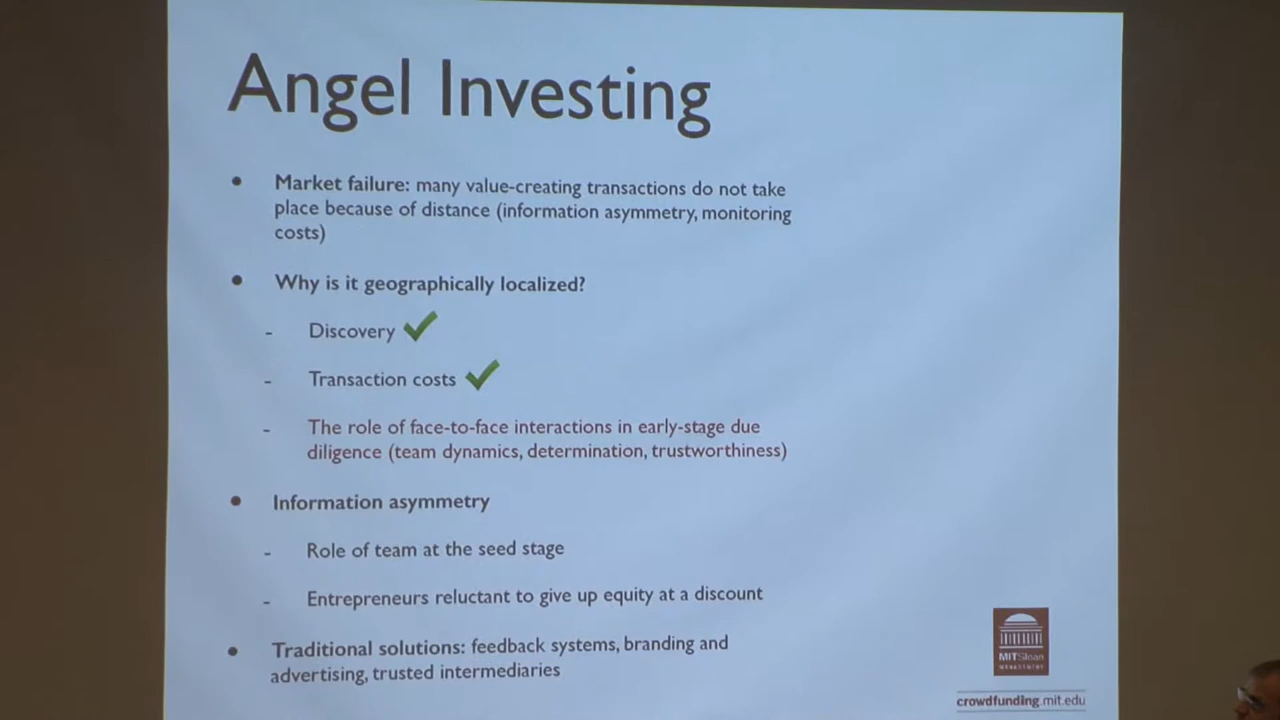 Angel Investing
• Market failure: many value-creating transactions do not take
place because of distance (information asymmetry, monitoring
costs)
• Why is it geographically localized?
- Discovery
- Transaction costs
- The role of face-to-face interactions in early-stage due
diligence (team dynamics, determination, trustworthiness)
• Information asymmetry
- Role of team at the seed stage
- Entrepreneurs reluctant to give up equity at a discount
• Traditional solutions: feedback systems, branding and
advertising, trusted intermediaries
MITSloan
MANAGEMENT
crowdfunding.mit.edu